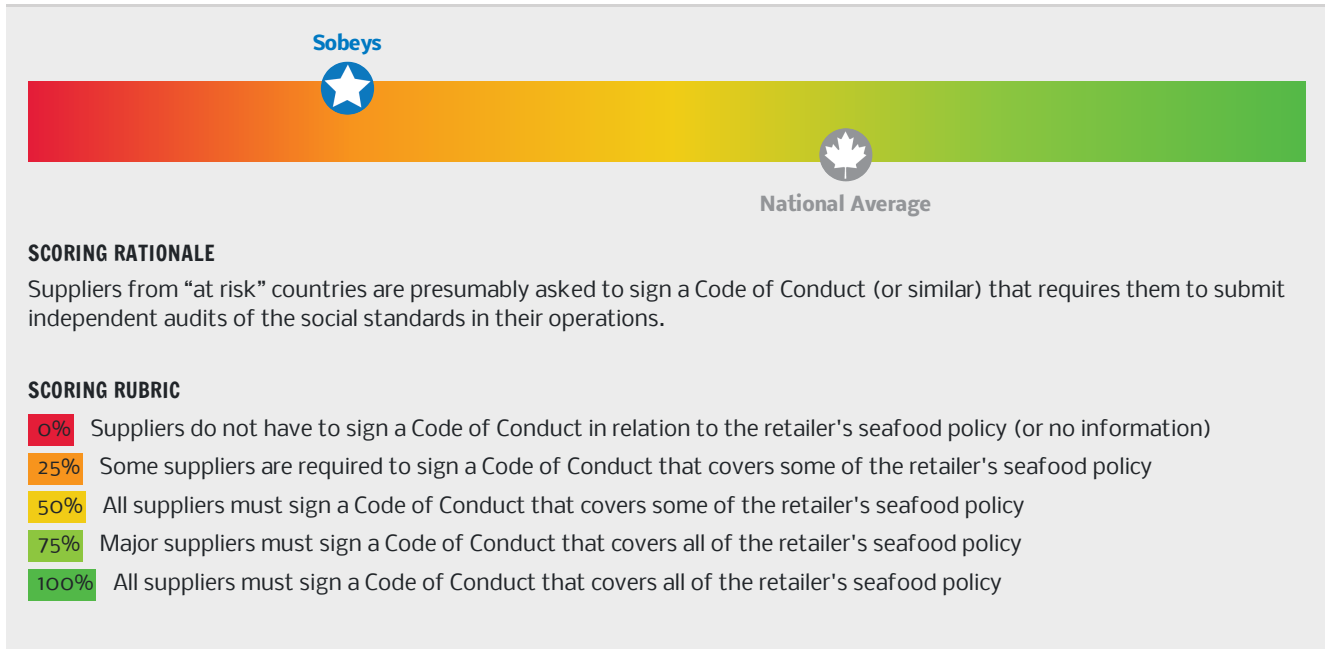 Sobeys
National Average
SCORING RATIONALE
Suppliers from “at risk” countries are presumably asked to sign a Code of Conduct (or similar) that requires them to submit
independent audits of the social standards in their operations.
SCORING RUBRIC
0% Suppliers do not have to sign a Code of Conduct in relation to the retailer's seafood policy (or no information)
25% Some suppliers are required to sign a Code of Conduct that covers some of the retailer's seafood policy
50% All suppliers must sign a Code of Conduct that covers some of the retailer's seafood policy
75% Major suppliers must sign a Code of Conduct that covers all of the retailer's seafood policy
100% All suppliers must sign a Code of Conduct that covers all of the retailer's seafood policy